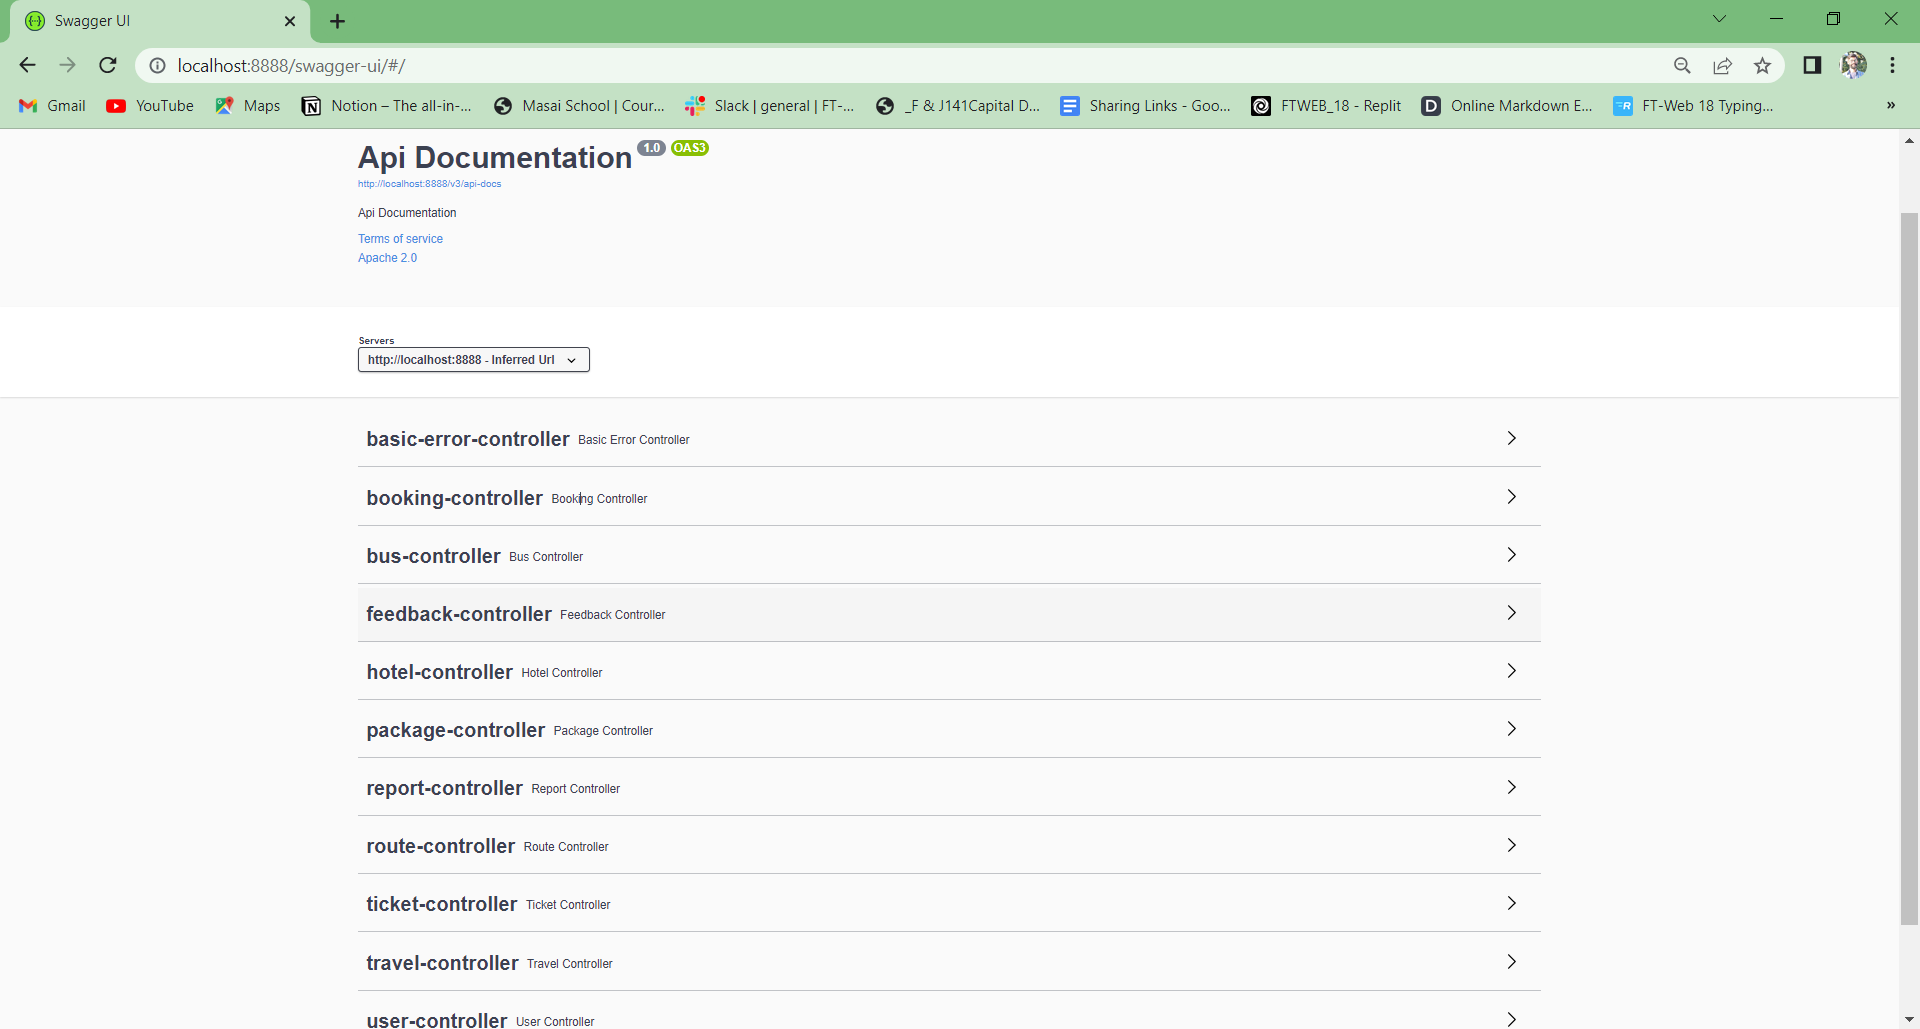 Swagger UI
localhost:8888/swagger-ui/#/
Gmail YouTube Maps Notion – The all-in-... Masai School | Cour... Slack | general | FT-... _F & J141Capital D... Sharing Links - Goo... FTWEB_18 - Replit Online Markdown E... FT-Web 18 Typing... »
Api Documentation 1.0 OAS3
http://localhost:8888/v3/api-docs
Api Documentation
Terms of service
Apache 2.0
Servers
http://localhost:8888 - Inferred Url
basic-error-controller Basic Error Controller
booking-controller Booking Controller
bus-controller Bus Controller
feedback-controller Feedback Controller
hotel-controller Hotel Controller
package-controller Package Controller
report-controller Report Controller
route-controller Route Controller
ticket-controller Ticket Controller
travel-controller Travel Controller
user-controller User Controller